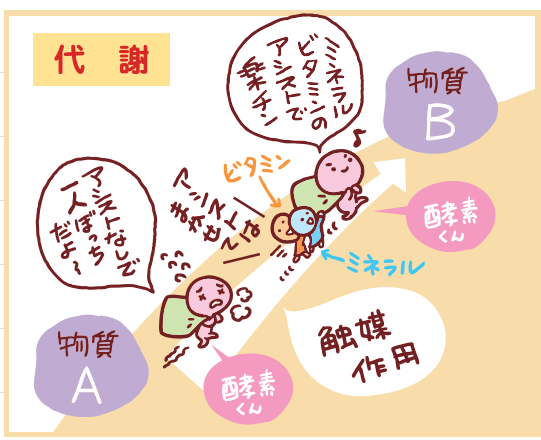 代謝
ミネラル
ビタミンの
アシストで
楽チン
物質
B
ビタミン
アシストは
まかせて
アシストなしで
一人ぼっち
だよ〜
酵素
くん
ミネラル
触媒
作用
物質
A
酵素
くん